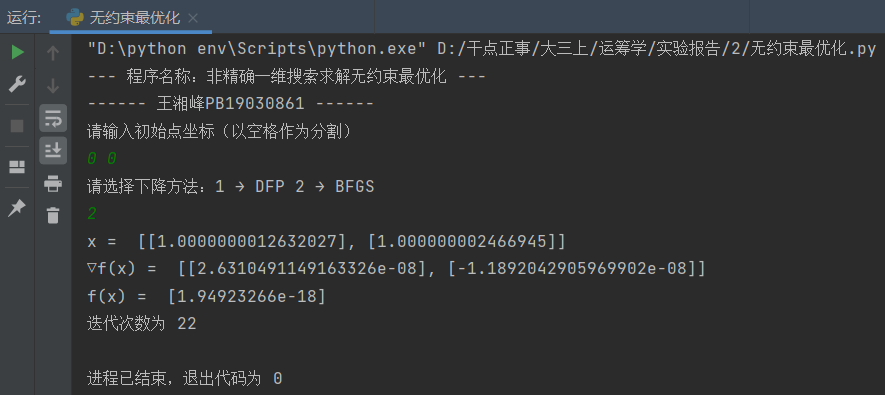 运行: 无约束最优化 ×
"D:\python env\Scripts\python.exe" D:/干点正事/大三上/运筹学/实验报告/2/无约束最优化.py
--- 程序名称: 非精确一维搜索求解无约束最优化 ---
------ 王湘峰PB19030861 ------
请输入初始点坐标（以空格作为分割）
0 0
请选择下降方法: 1 → DFP 2 → BFGS
2
x =  [[1.0000000012632027], [1.000000002466945]]
▽f(x) =  [[2.6310491149163326e-08], [-1.1892042905969902e-08]]
f(x) =  [1.94923266e-18]
迭代次数为 22
进程已结束，退出代码为 0